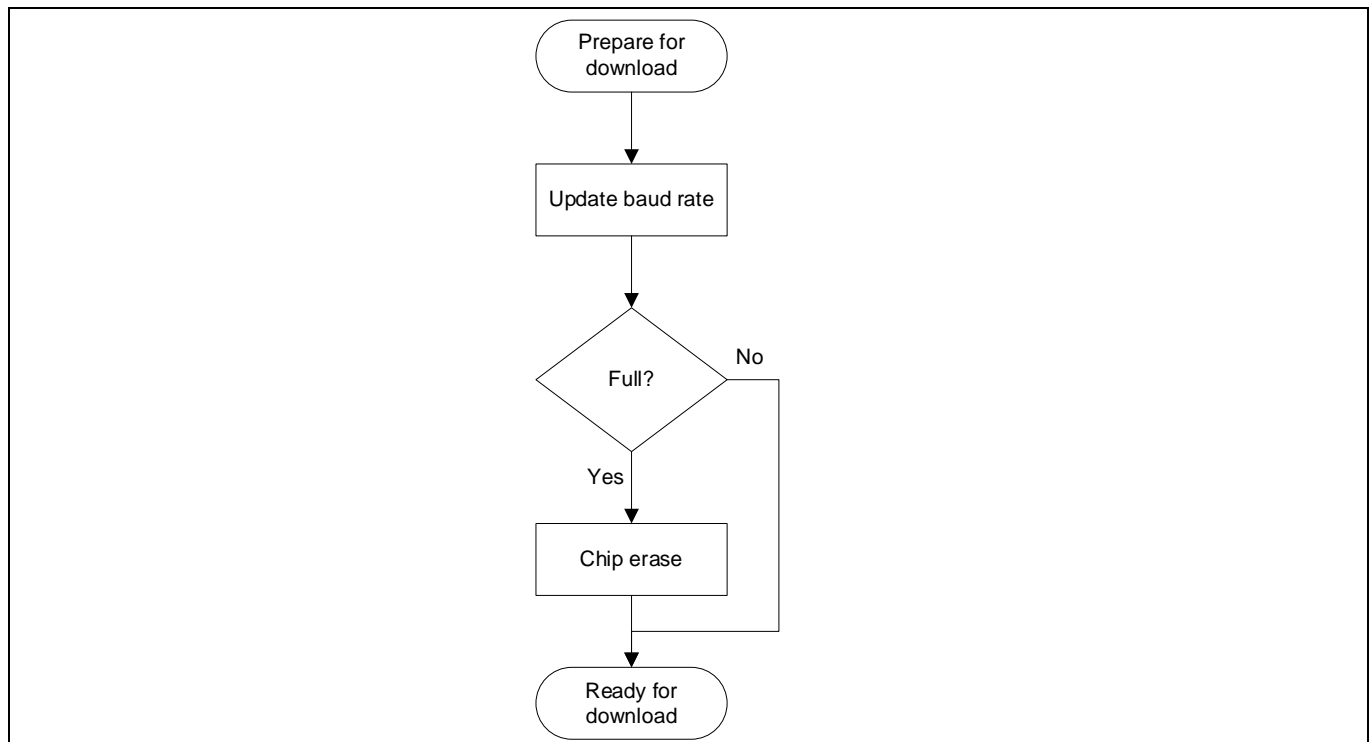 Prepare for
download
Update baud rate
No
Full?
Yes
Chip erase
Ready for
download